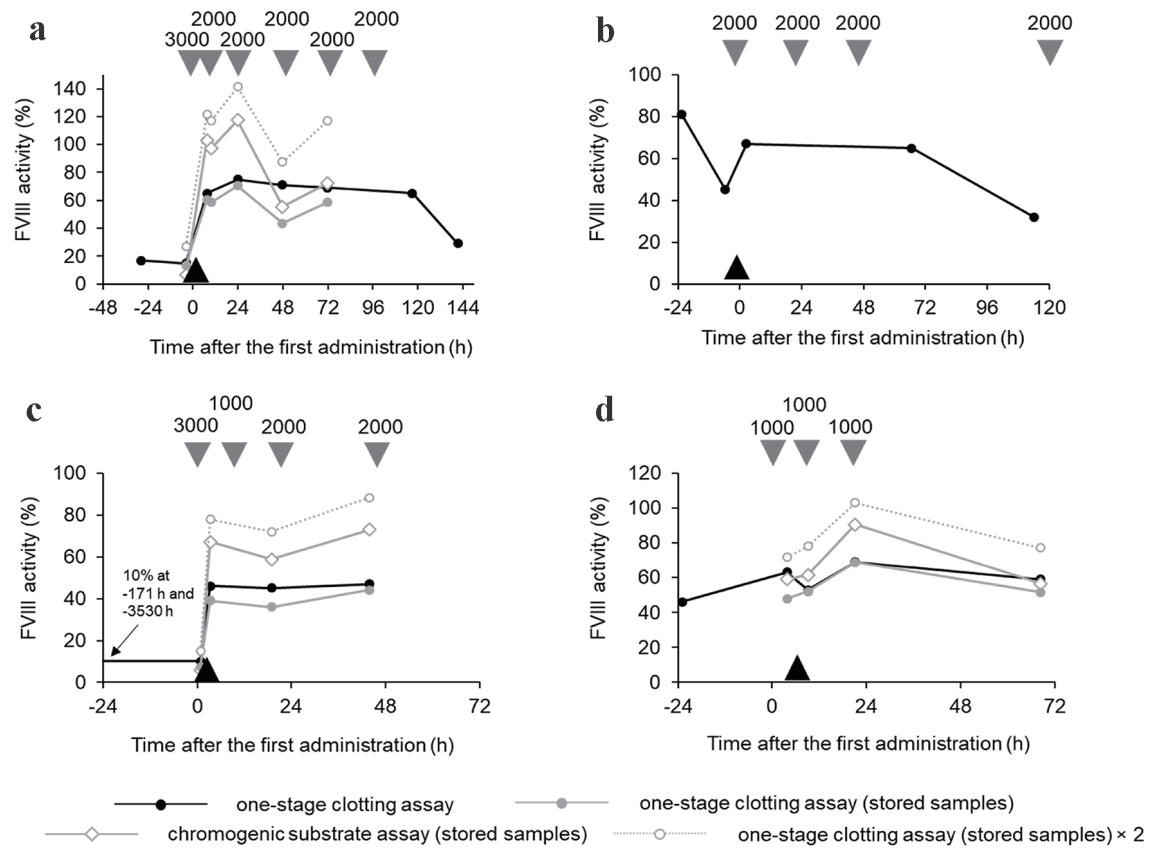 a
2000 2000 2000
3000 2000 2000
140
120
100
80
60
40
20
0
FVIII activity (%)
-48 -24 0 24 48 72 96 120 144
Time after the first administration (h)
b
2000 2000 2000 2000
100
80
60
40
20
0
FVIII activity (%)
-24 0 24 48 72 96 120
Time after the first administration (h)
c
1000
3000 2000 2000
100
80
60
40
20
0
FVIII activity (%)
10% at
-171 h and
-3530 h
-24 0 24 48 72
Time after the first administration (h)
d
1000
1000 1000
120
100
80
60
40
20
0
FVIII activity (%)
-24 0 24 48 72
Time after the first administration (h)
one-stage clotting assay one-stage clotting assay (stored samples)
chromogenic substrate assay (stored samples) one-stage clotting assay (stored samples) × 2